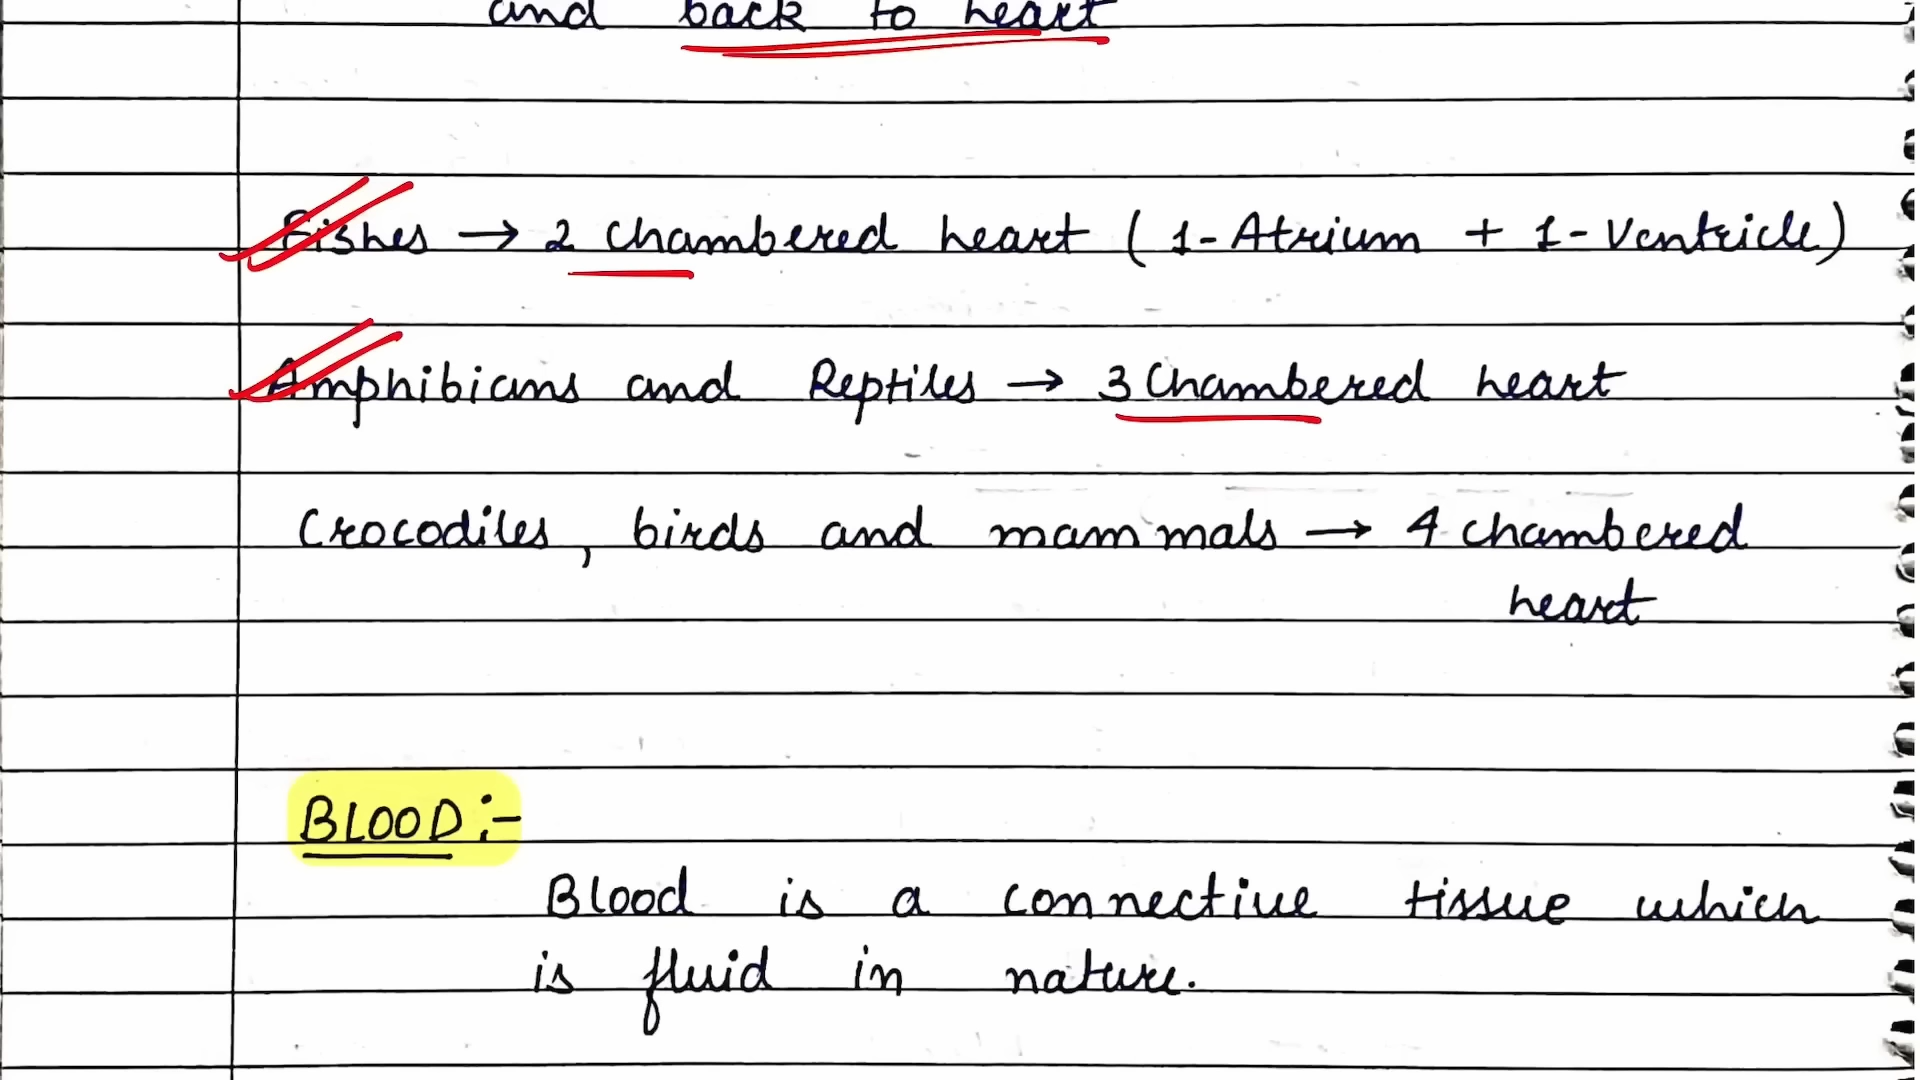 and back to heart
Fishes → 2 chambered heart ( 1-Atrium + 1-Ventricle)
Amphibians and Reptiles → 3 Chambered heart
Crocodiles, birds and mammals → 4 chambered
heart
BLOOD :-
Blood is a connective tissue which
is fluid in nature.